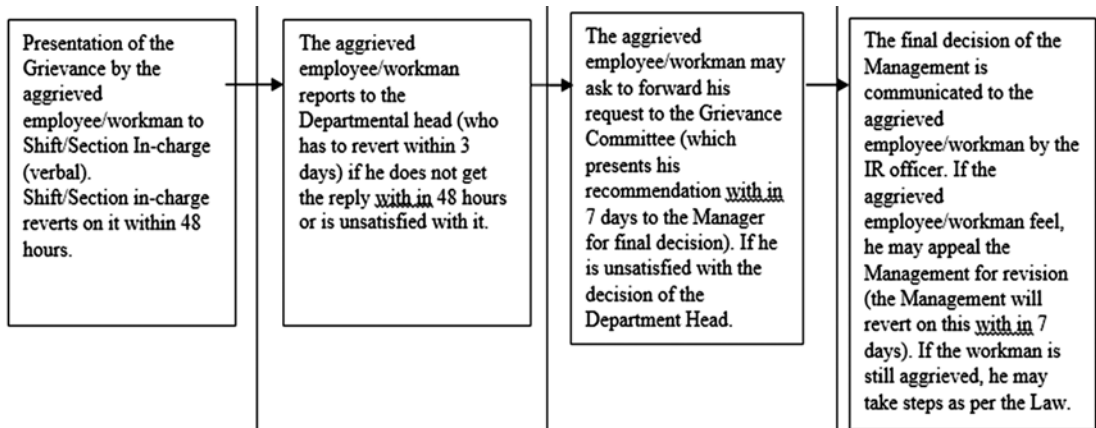 Presentation of the
Grievance by the
aggrieved
employee/workman to
Shift/Section In-charge
(verbal).
Shift/Section in-charge
reverts on it within 48
hours.
The aggrieved
employee/workman
reports to the
Departmental head (who
has to revert within 3
days) if he does not get
the reply with in 48 hours
or is unsatisfied with it.
The aggrieved
employee/workman may
ask to forward his
request to the Grievance
Committee (which
presents his
recommendation with in
7 days to the Manager
for final decision). If he
is unsatisfied with the
decision of the
Department Head.
The final decision of the
Management is
communicated to the
aggrieved
employee/workman by the
IR officer. If the
aggrieved
employee/workman feel,
he may appeal the
Management for revision
(the Management will
revert on this with in 7
days). If the workman is
still aggrieved, he may
take steps as per the Law.